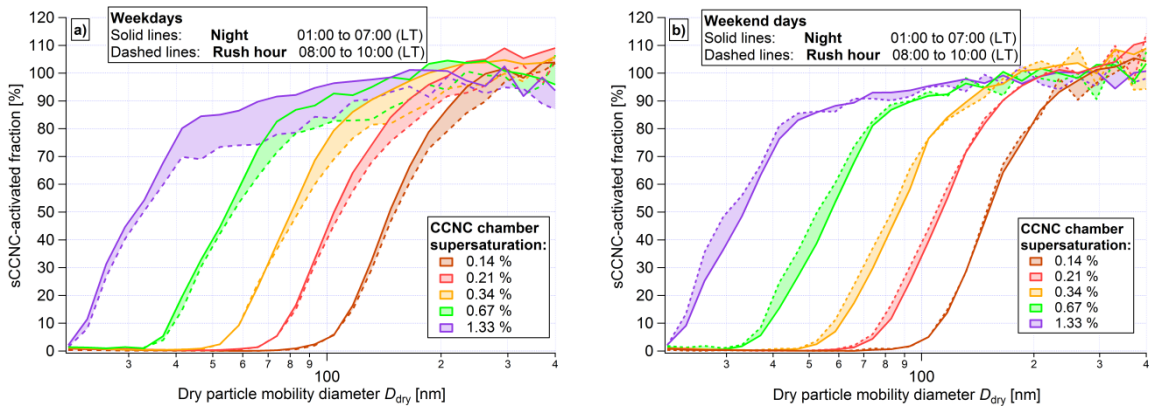 a)
Weekdays
Solid lines: Night 01:00 to 07:00 (LT)
Dashed lines: Rush hour 08:00 to 10:00 (LT)
120
110
100
90
80
70
60
50
40
30
20
10
0
sCCNC-activated fraction [%]
CCNC chamber
supersaturation:
0.14 %
0.21 %
0.34 %
0.67 %
1.33 %
3 4 5 6 7 8 9 100 2 3 4
Dry particle mobility diameter Ddry [nm]
b)
Weekend days
Solid lines: Night 01:00 to 07:00 (LT)
Dashed lines: Rush hour 08:00 to 10:00 (LT)
120
110
100
90
80
70
60
50
40
30
20
10
0
sCCNC-activated fraction [%]
CCNC chamber
supersaturation:
0.14 %
0.21 %
0.34 %
0.67 %
1.33 %
3 4 5 6 7 8 9 100 2 3 4
Dry particle mobility diameter Ddry [nm]